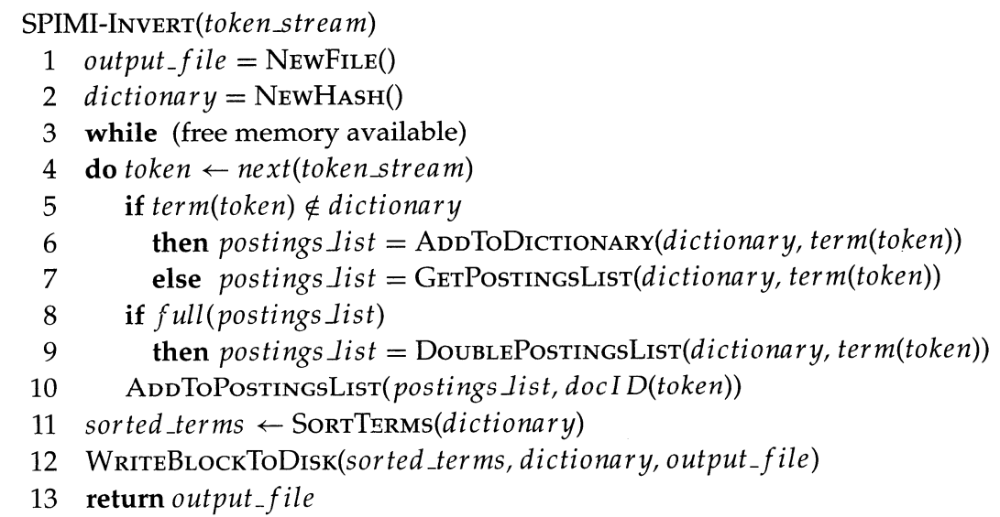 SPIMI-INVERT(token_stream)
1 output_file = NEWFILE()
2 dictionary = NEWHASH()
3 while (free memory available)
4 do token ← next(token_stream)
5 if term(token) ∉ dictionary
6 then postings_list = ADDTODICTIONARY(dictionary, term(token))
7 else postings_list = GETPOSTINGSLIST(dictionary, term(token))
8 if full(postings_list)
9 then postings_list = DOUBLEPOSTINGSLIST(dictionary, term(token))
10 ADDTOPOSTINGSLIST(postings_list, docID(token))
11 sorted_terms ← SORTTERMS(dictionary)
12 WRITEBLOCKTODISK(sorted_terms, dictionary, output_file)
13 return output_file